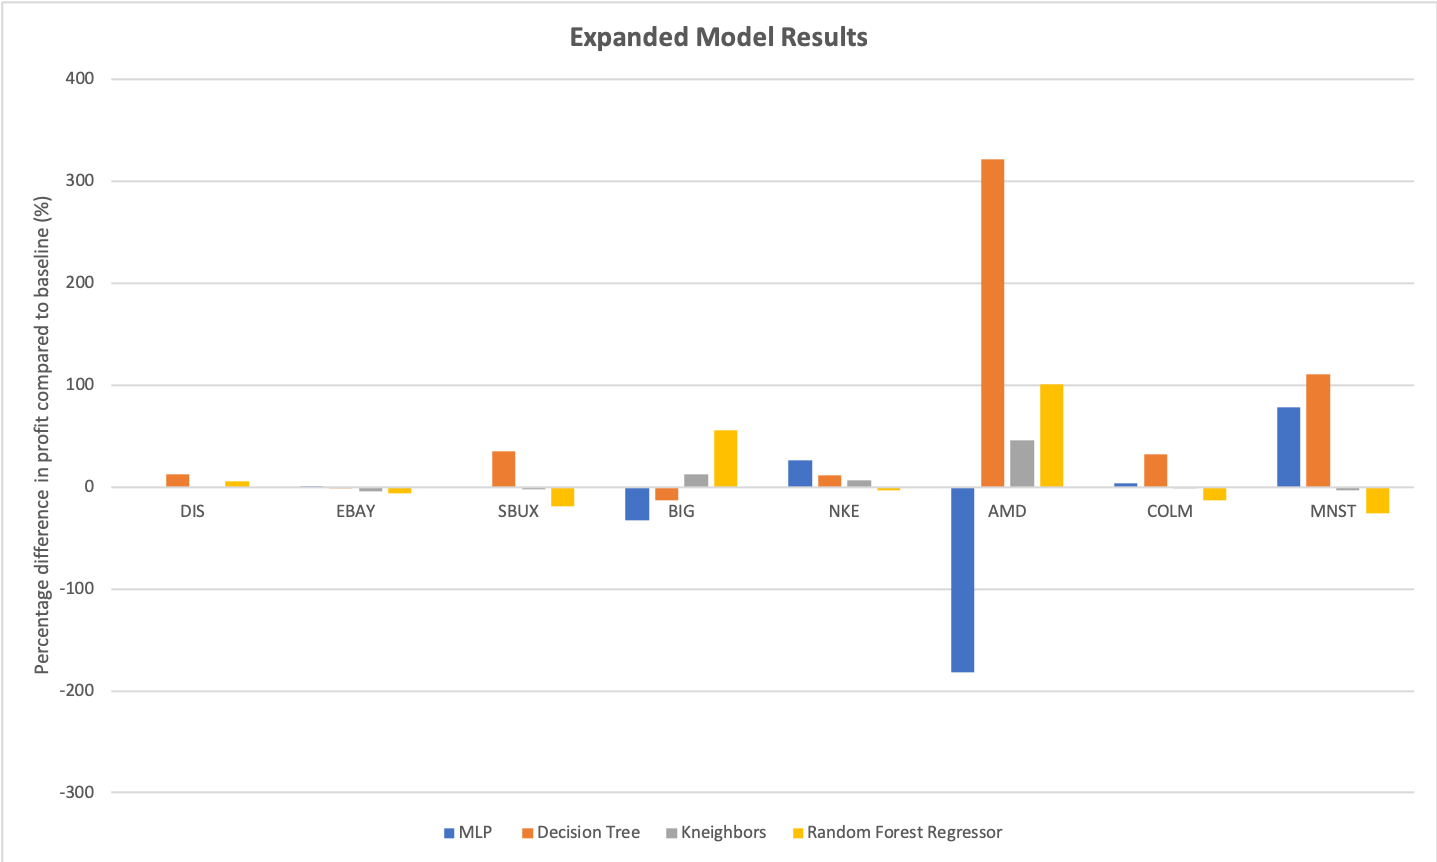 Expanded Model Results
Percentage difference in profit compared to baseline (%)
400
300
200
100
0
-100
-200
-300
DIS EBAY SBUX BIG NKE AMD COLM MNST
MLP Decision Tree Kneighbors Random Forest Regressor